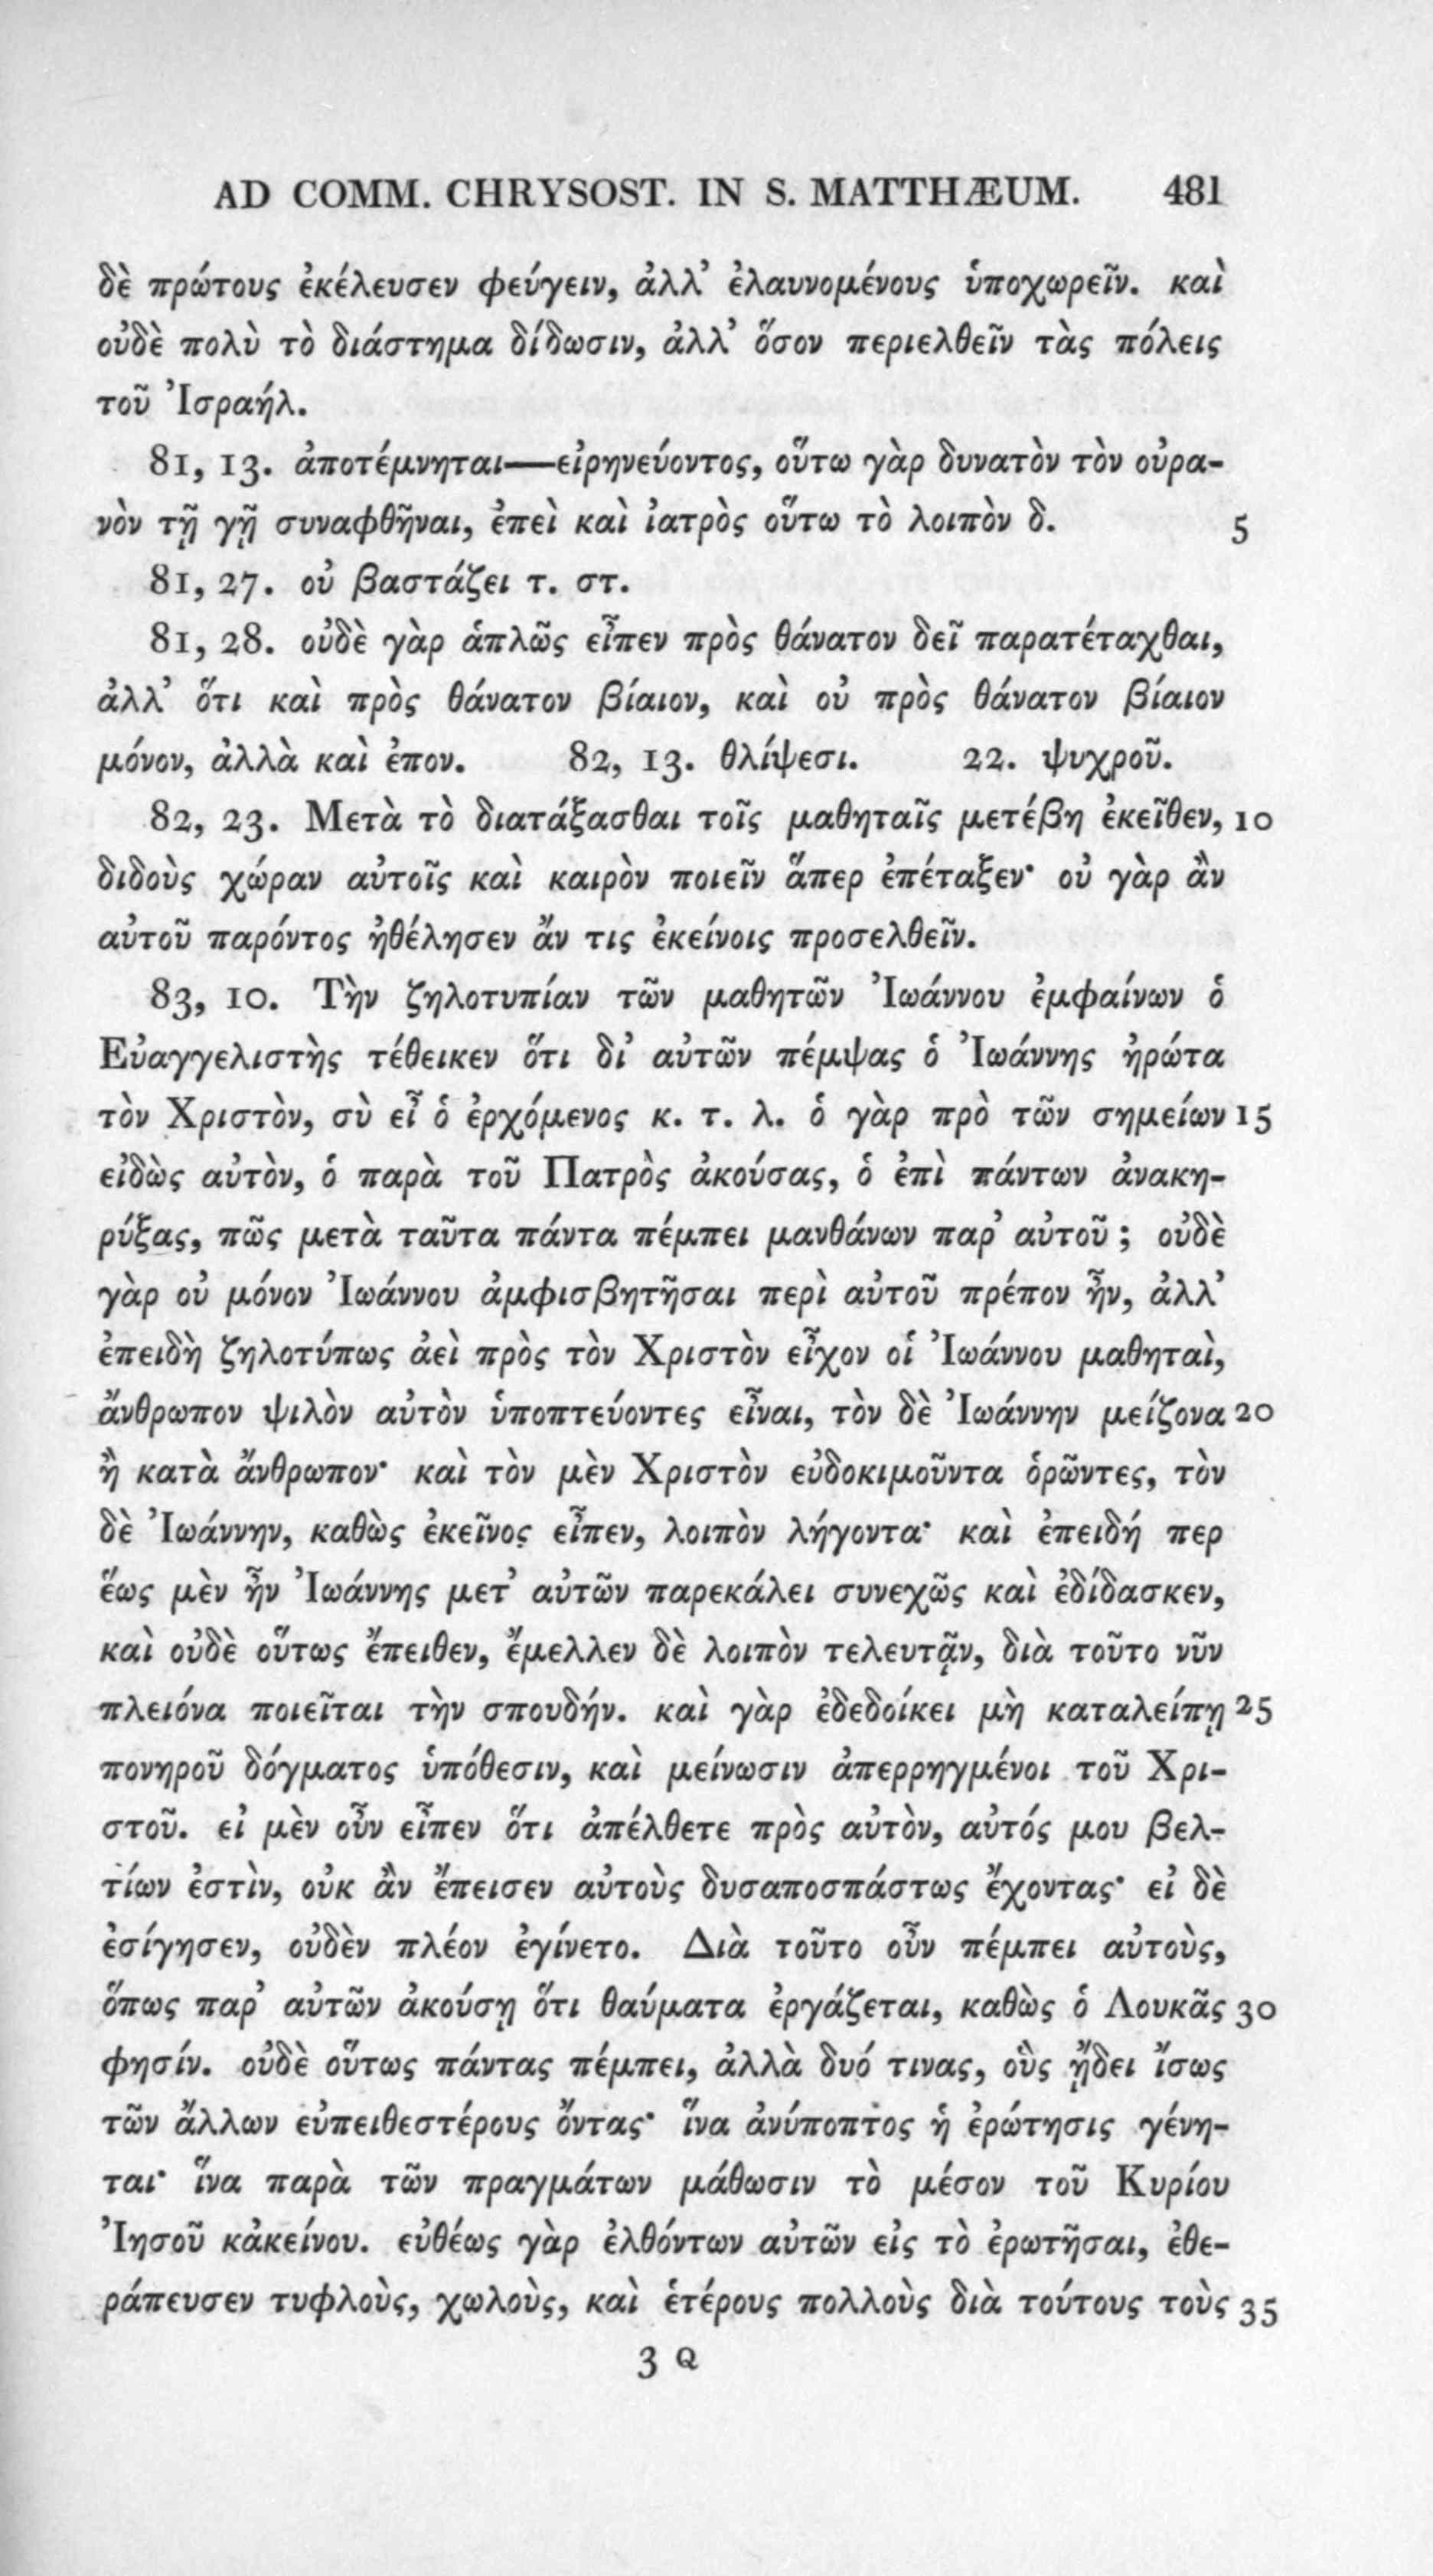 AD COMM. CHRYSOST. IN S. MATTHÆUM. 481
δὲ πρώτους ἐκέλευσεν φεύγειν, ἀλλ’ ἐλαυνομένους ὑποχωρεῖν. καὶ
οὐδὲ πολὺ τὸ διάστημα δίδωσιν, ἀλλ’ ὅσον περιελθεῖν τὰς πόλεις
τοῦ Ἰσραήλ.
81, 13. ἀποτέμνηται—εἰρηνεύοντος, οὕτω γὰρ δυνατὸν τὸν οὐρα-
νὸν τῇ γῇ συναφθῆναι, ἐπεὶ καὶ ἰατρὸς οὕτω τὸ λοιπὸν δ. 5
81, 27. οὐ βαστάζει τ. στ.
81, 28. οὐδὲ γὰρ ἁπλῶς εἶπεν πρὸς θάνατον δεῖ παρατέταχθαι,
ἀλλ’ ὅτι καὶ πρὸς θάνατον βίαιον, καὶ οὐ πρὸς θάνατον βίαιον
μόνον, ἀλλὰ καὶ ἐπον. 82, 13. θλίψεσι. 22. ψυχροῦ.
82, 23. Μετὰ τὸ διατάξασθαι τοῖς μαθηταῖς μετέβη ἐκεῖθεν, 10
διδοὺς χώραν αὐτοῖς καὶ καιρὸν ποιεῖν ἅπερ ἐπέταξεν· οὐ γὰρ ἂν
αὐτοῦ παρόντος ἠθέλησεν ἄν τις ἐκείνοις προσελθεῖν.
83, 10. Τὴν ζηλοτυπίαν τῶν μαθητῶν Ἰωάννου ἐμφαίνων ὁ
Εὐαγγελιστὴς τέθεικεν ὅτι δι’ αὐτῶν πέμψας ὁ Ἰωάννης ἠρώτα
τὸν Χριστὸν, σὺ εἶ ὁ ἐρχόμενος κ. τ. λ. ὁ γὰρ πρὸ τῶν σημείων 15
εἰδὼς αὐτὸν, ὁ παρὰ τοῦ Πατρὸς ἀκούσας, ὁ ἐπὶ πάντων ἀνακη-
ρύξας, πῶς μετὰ ταῦτα πάντα πέμπει μανθάνων παρ’ αὐτοῦ ; οὐδὲ
γὰρ οὐ μόνον Ἰωάννου ἀμφισβητῆσαι περὶ αὐτοῦ πρέπον ἦν, ἀλλ’
ἐπειδὴ ζηλοτύπως ἀεὶ πρὸς τὸν Χριστὸν εἶχον οἱ Ἰωάννου μαθηταὶ,
ἄνθρωπον ψιλὸν αὐτὸν ὑποπτεύοντες εἶναι, τὸν δὲ Ἰωάννην μείζονα 20
ἢ κατὰ ἄνθρωπον· καὶ τὸν μὲν Χριστὸν εὐδοκιμοῦντα ὁρῶντες, τὸν
δὲ Ἰωάννην, καθὼς ἐκεῖνος εἶπεν, λοιπὸν λήγοντα· καὶ ἐπειδή περ
ἕως μὲν ἦν Ἰωάννης μετ’ αὐτῶν παρεκάλει συνεχῶς καὶ ἐδίδασκεν,
καὶ οὐδὲ οὕτως ἔπειθεν, ἔμελλεν δὲ λοιπὸν τελευτᾷν, διὰ τοῦτο νῦν
πλειόνα ποιεῖται τὴν σπουδήν. καὶ γὰρ ἐδεδοίκει μὴ καταλείπῃ 25
πονηροῦ δόγματος ὑπόθεσιν, καὶ μείνωσιν ἀπερρηγμένοι τοῦ Χρι-
στοῦ. εἰ μὲν οὖν εἶπεν ὅτι ἀπέλθετε πρὸς αὐτὸν, αὐτός μου βελ-
τίων ἐστὶν, οὐκ ἂν ἔπεισεν αὐτοὺς δυσαποσπάστως ἔχοντας· εἰ δὲ
ἐσίγησεν, οὐδὲν πλέον ἐγίνετο. Διὰ τοῦτο οὖν πέμπει αὐτοὺς,
ὅπως παρ’ αὐτῶν ἀκούσῃ ὅτι θαύματα ἐργάζεται, καθὼς ὁ Λουκᾶς 30
φησίν. οὐδὲ οὕτως πάντας πέμπει, ἀλλὰ δυό τινας, οὓς ᾔδει ἴσως
τῶν ἄλλων εὐπειθεστέρους ὄντας· ἵνα ἀνύποπτος ἡ ἐρώτησις γένη-
ται· ἵνα παρὰ τῶν πραγμάτων μάθωσιν τὸ μέσον τοῦ Κυρίου
Ἰησοῦ κἀκείνου. εὐθέως γὰρ ἐλθόντων αὐτῶν εἰς τὸ ἐρωτῆσαι, ἐθε-
ράπευσεν τυφλοὺς, χωλοὺς, καὶ ἑτέρους πολλοὺς διὰ τούτους τοὺς 35
3 Q